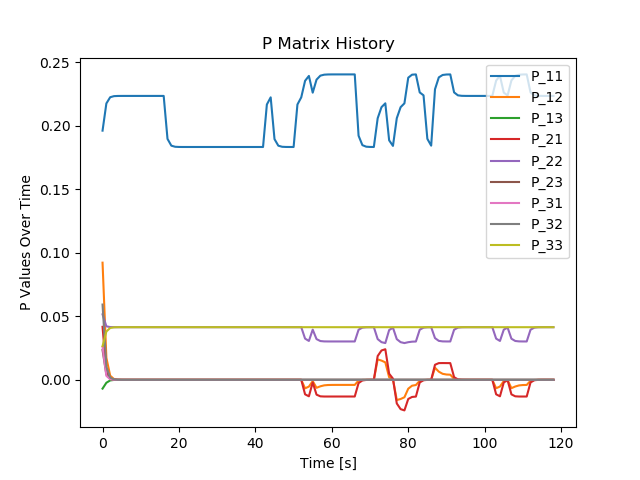 P Matrix History
P Values Over Time
0.25
0.20
0.15
0.10
0.05
0.00
P_11
P_12
P_13
P_21
P_22
P_23
P_31
P_32
P_33
0 20 40 60 80 100 120
Time [s]